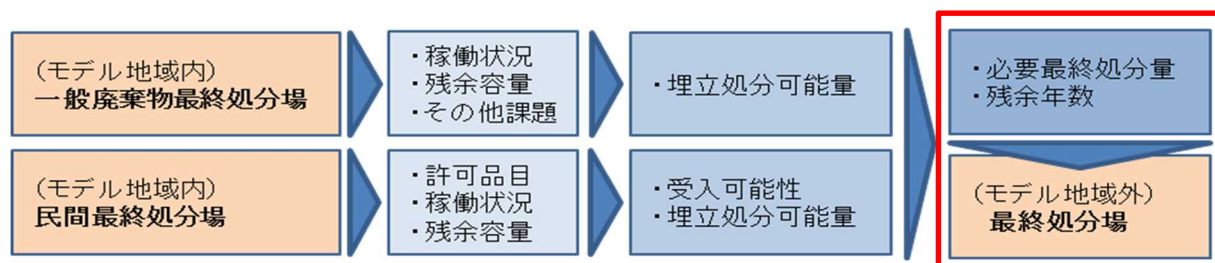 （モデル地域内）
一般廃棄物最終処分場
・稼働状況
・残余容量
・その他課題
・埋立処分可能量
（モデル地域内）
民間最終処分場
・許可品目
・稼働状況
・残余容量
・受入可能性
・埋立処分可能量
・必要最終処分量
・残余年数
（モデル地域外）
最終処分場